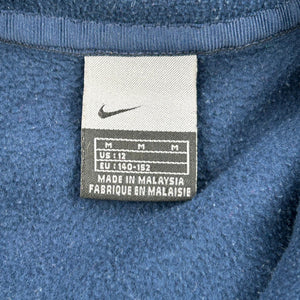 M M M
US : 12
EU : 140-152
MADE IN MALAYSIA
FABRIQUE EN MALAISIE